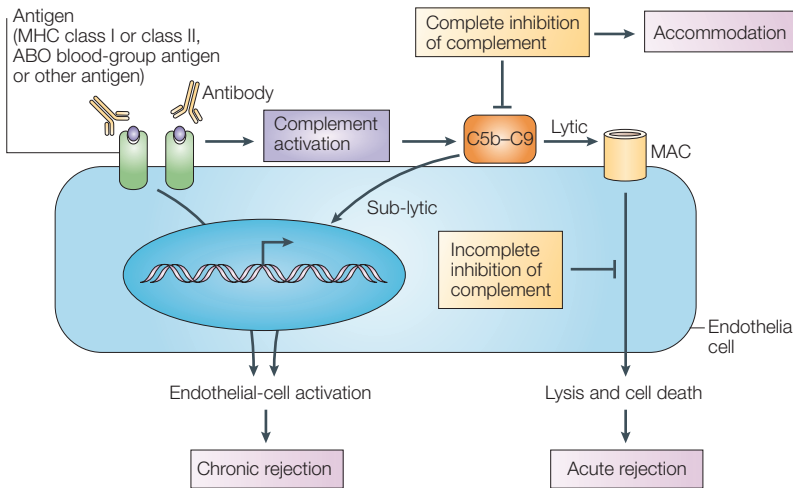 Antigen
(MHC class I or class II,
ABO blood-group antigen
or other antigen)
Antibody
Complement
activation
Complete inhibition
of complement
Accommodation
C5b–C9
Lytic
MAC
Sub-lytic
Incomplete
inhibition of
complement
Endothelia
cell
Endothelial-cell activation
Lysis and cell death
Chronic rejection
Acute rejection